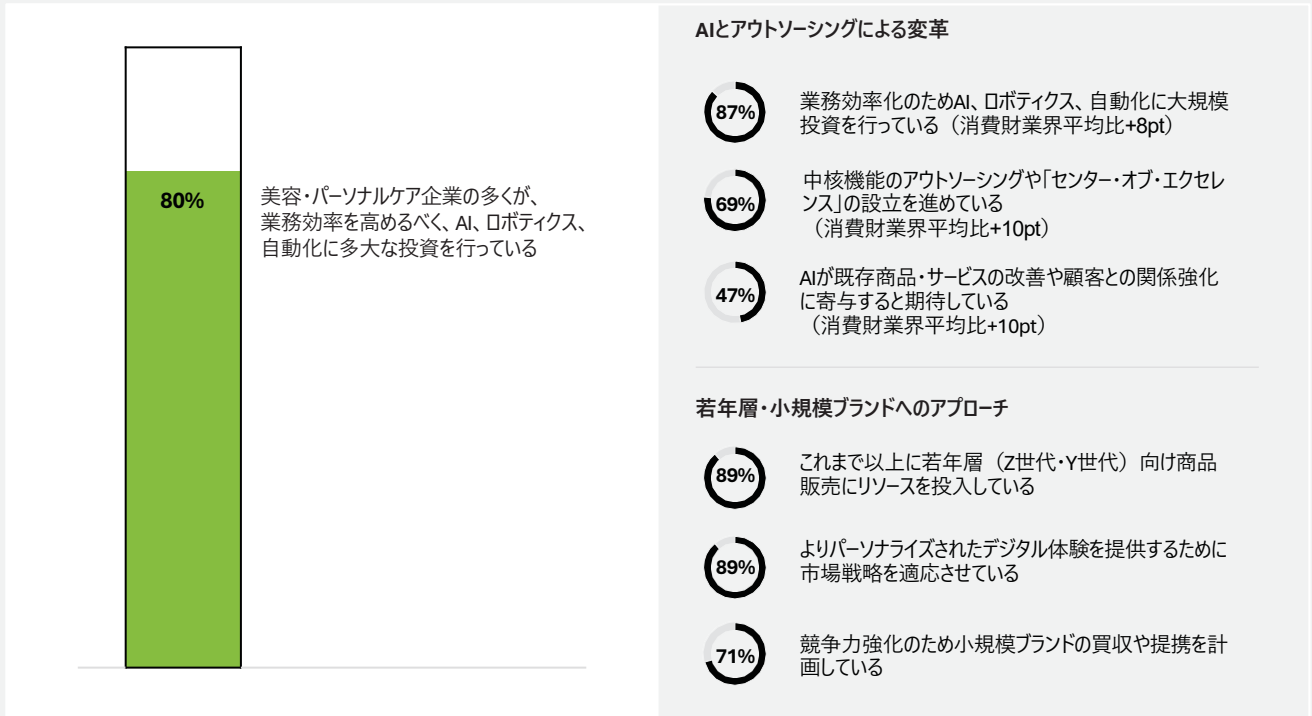 80%
美容・パーソナルケア企業の多くが、
業務効率を高めるべく、AI、ロボティクス、
自動化に多大な投資を行っている
AIとアウトソーシングによる変革
87%
業務効率化のためAI、ロボティクス、自動化に大規模
投資を行っている（消費財業界平均比+8pt）
69%
中核機能のアウトソーシングや「センター・オブ・エクセレ
ンス」の設立を進めている
（消費財業界平均比+10pt）
47%
AIが既存商品・サービスの改善や顧客との関係強化
に寄与すると期待している
（消費財業界平均比+10pt）
若年層・小規模ブランドへのアプローチ
89%
これまで以上に若年層（Z世代・Y世代）向け商品
販売にリソースを投入している
89%
よりパーソナライズされたデジタル体験を提供するために
市場戦略を適応させている
71%
競争力強化のため小規模ブランドの買収や提携を計
画している